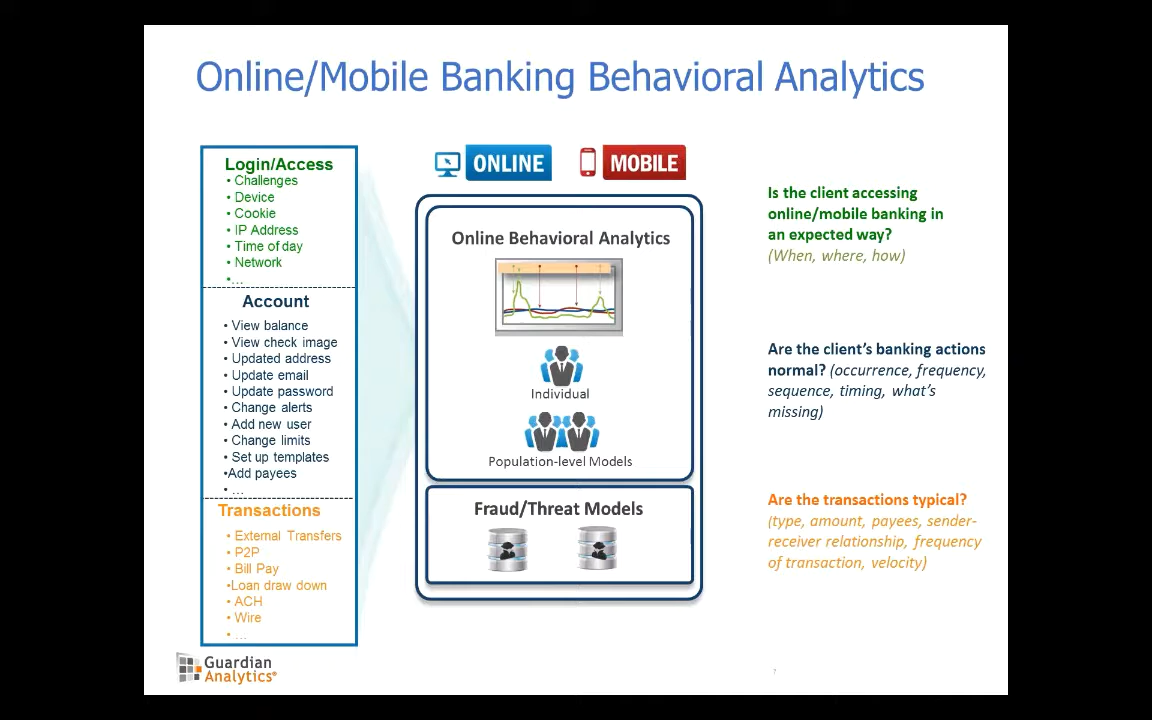 Online/Mobile Banking Behavioral Analytics
Login/Access
• Challenges
• Device
• Cookie
• IP Address
• Time of day
• Network
• ...
Account
• View balance
• View check image
• Updated address
• Update email
• Update password
• Change alerts
• Add new user
• Change limits
• Set up templates
•Add payees
• ...
Transactions
• External Transfers
• P2P
• Bill Pay
•Loan draw down
• ACH
• Wire
• ...
ONLINE
MOBILE
Online Behavioral Analytics
Individual
Population-level Models
Fraud/Threat Models
Is the client accessing
online/mobile banking in
an expected way?
(When, where, how)
Are the client's banking actions
normal? (occurrence, frequency,
sequence, timing, what's
missing)
Are the transactions typical?
(type, amount, payees, sender-
receiver relationship, frequency
of transaction, velocity)
Guardian
Analytics®
7